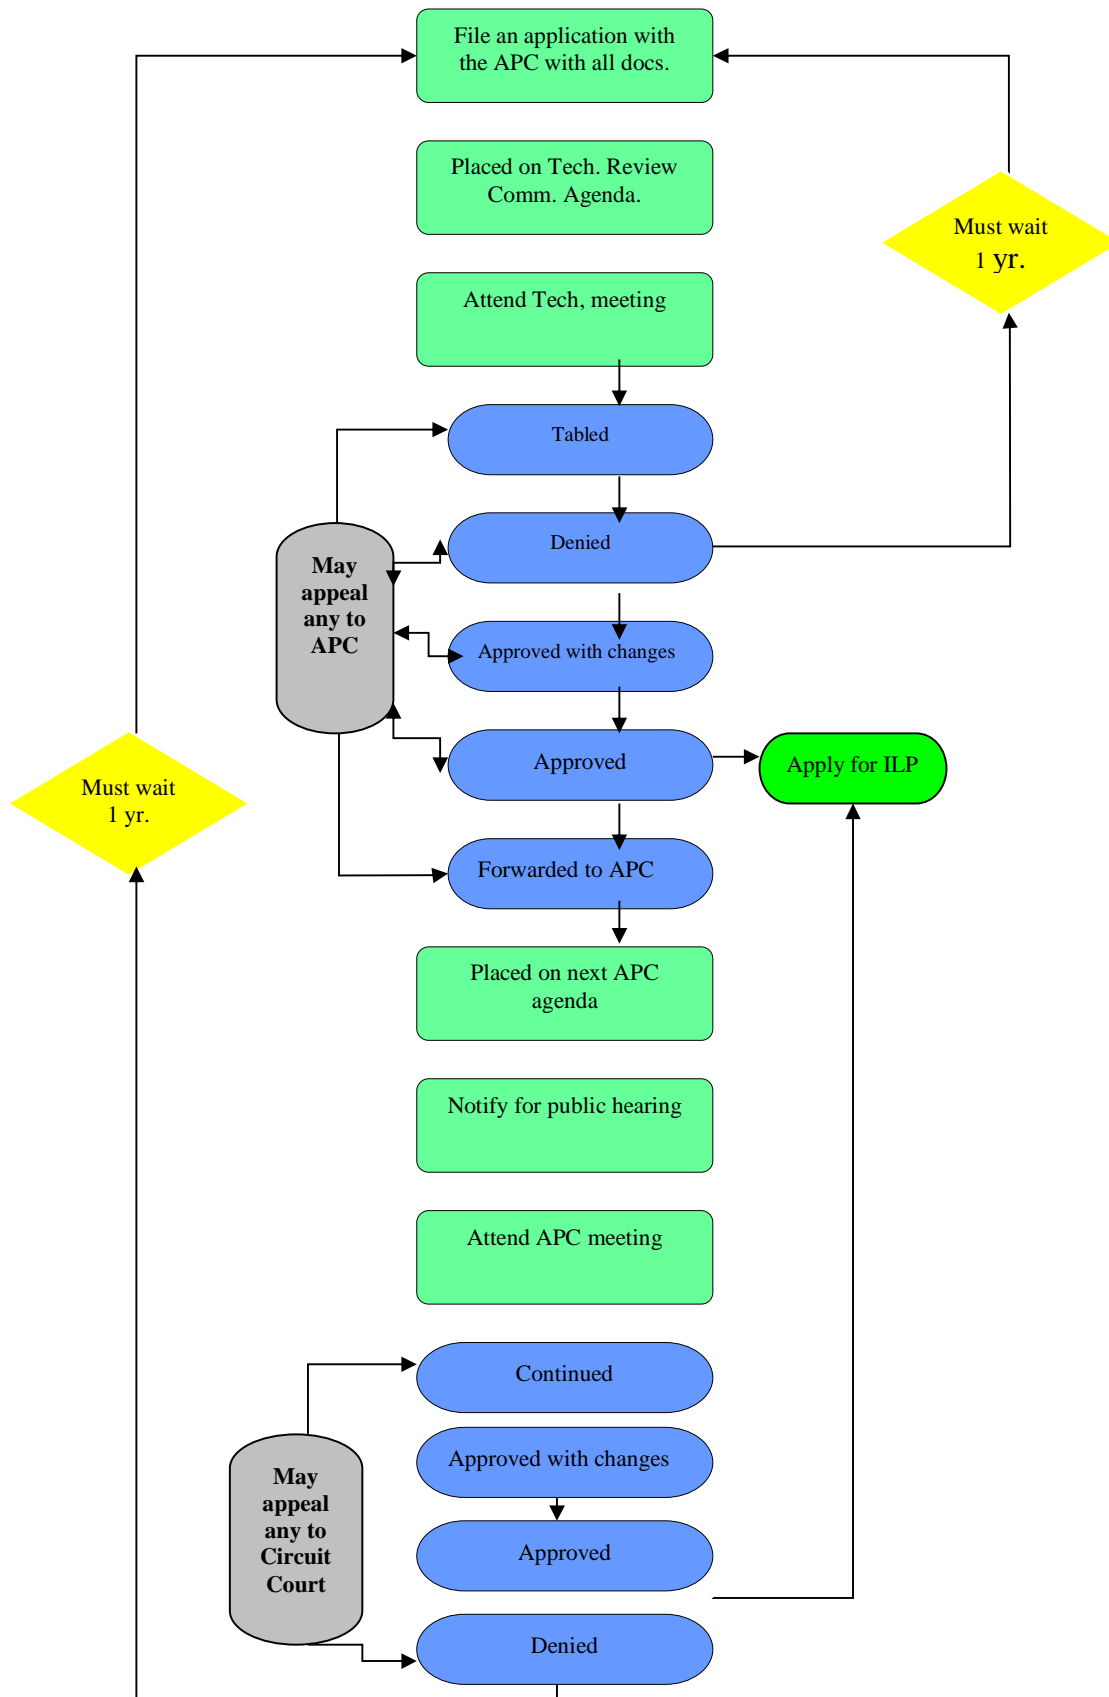 File an application with
the APC with all docs.
Placed on Tech. Review
Comm. Agenda.
Must wait
1 yr.
Attend Tech, meeting
Tabled
Denied
May
appeal
any to
APC
Approved with changes
Approved
Apply for ILP
Must wait
1 yr.
Forwarded to APC
Placed on next APC
agenda
Notify for public hearing
Attend APC meeting
Continued
Approved with changes
May
appeal
any to
Circuit
Court
Approved
Denied